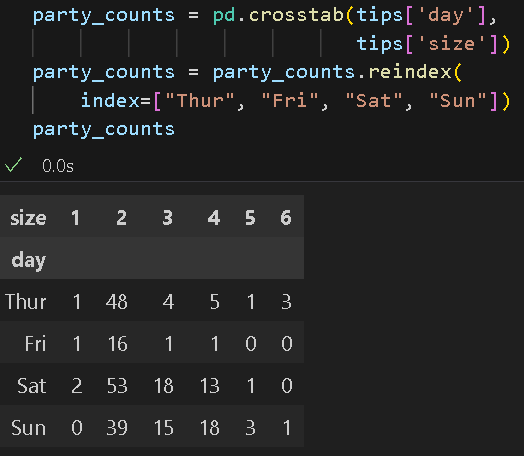 party_counts = pd.crosstab(tips['day'],
tips['size'])
party_counts = party_counts.reindex(
index=["Thur", "Fri", "Sat", "Sun"])
party_counts
0.0s
size 1 2 3 4 5 6
day
Thur 1 48 4 5 1 3
Fri 1 16 1 1 0 0
Sat 2 53 18 13 1 0
Sun 0 39 15 18 3 1